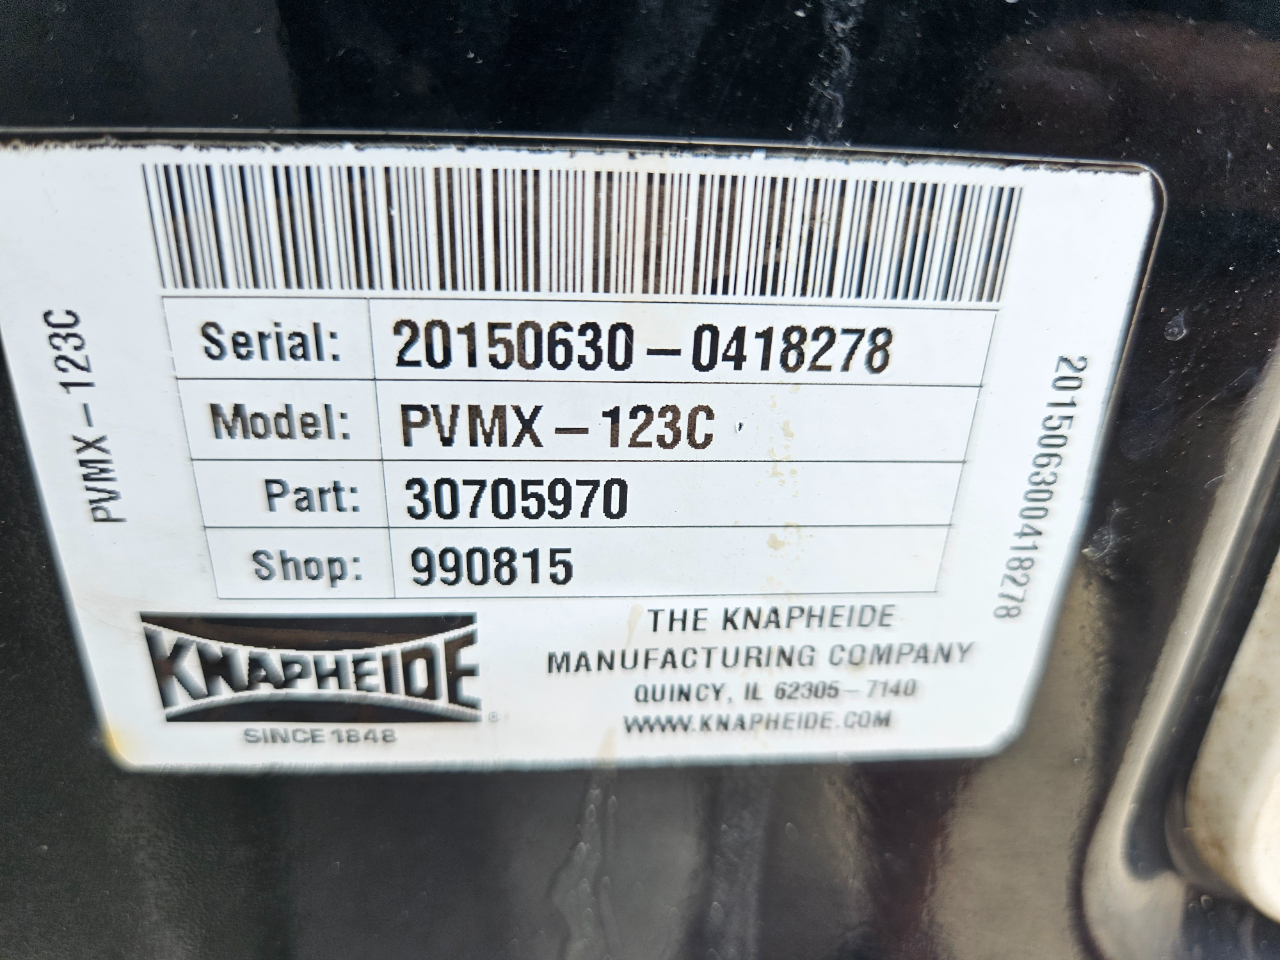 PVMX-123C
Serial: 20150630-0418278
Model: PVMX-123C
Part: 30705970
Shop: 990815
201506300418278
KNAPHEIDE®
SINCE 1848
THE KNAPHEIDE
MANUFACTURING COMPANY
QUINCY, IL 62305-7140
WWW.KNAPHEIDE.COM